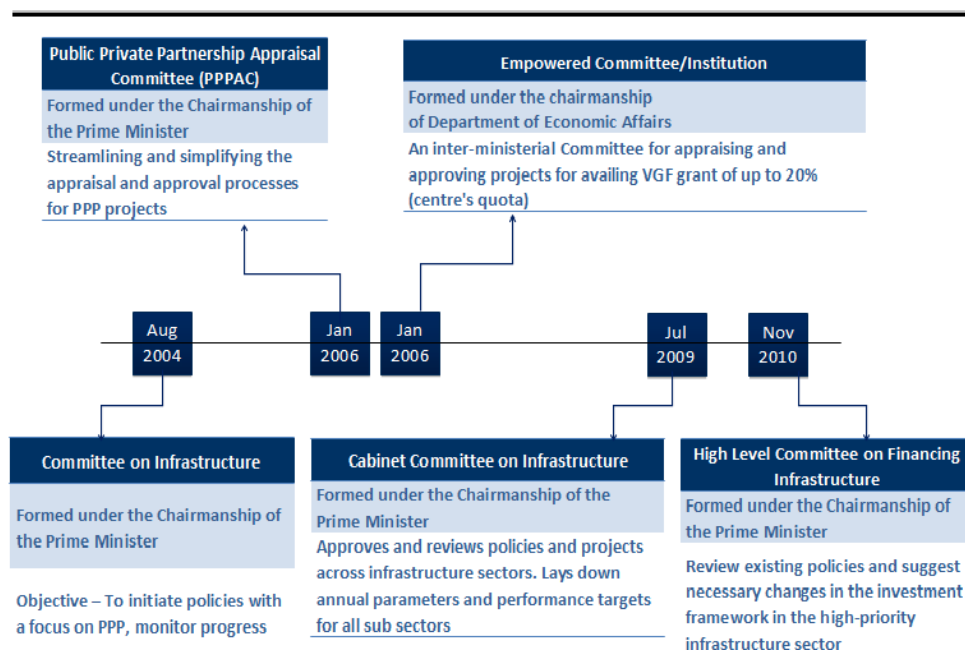 Public Private Partnership Appraisal
Committee (PPPAC)
Formed under the Chairmanship of
the Prime Minister
Streamlining and simplifying the
appraisal and approval processes
for PPP projects
Empowered Committee/Institution
Formed under the chairmanship
of Department of Economic Affairs
An inter-ministerial Committee for appraising and
approving projects for availing VGF grant of up to 20%
(centre's quota)
Aug
2004
Jan
2006
Jan
2006
Jul
2009
Nov
2010
Committee on Infrastructure
Formed under the Chairmanship of
the Prime Minister
Objective – To initiate policies with
a focus on PPP, monitor progress
Cabinet Committee on Infrastructure
Formed under the Chairmanship of the
Prime Minister
Approves and reviews policies and projects
across infrastructure sectors. Lays down
annual parameters and performance targets
for all sub sectors
High Level Committee on Financing
Infrastructure
Formed under the Chairmanship of
the Prime Minister
Review existing policies and suggest
necessary changes in the investment
framework in the high-priority
infrastructure sector